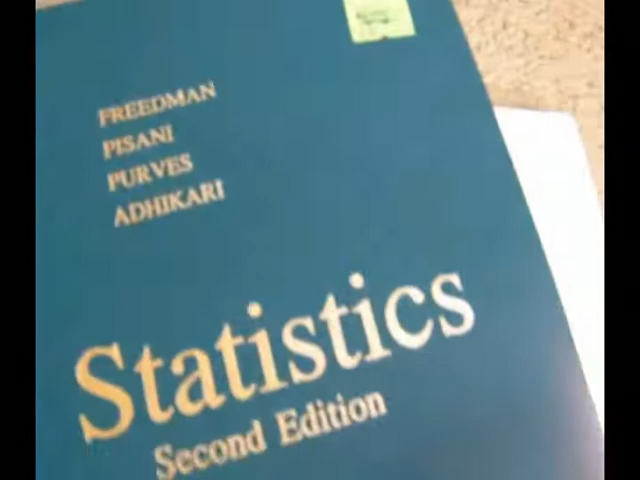 FREEDMAN
PISANI
PURVES
ADHIKARI
Statistics
Second Edition